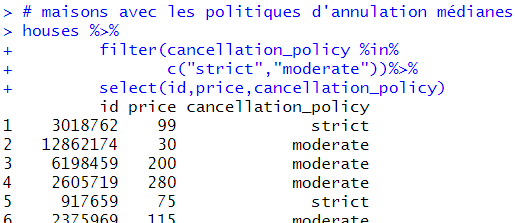 > # maisons avec les politiques d'annulation médianes
> houses %>%
+ filter(cancellation_policy %in%
+ c("strict","moderate"))%>%
+ select(id,price,cancellation_policy)
id price cancellation_policy
1 3018762 99 strict
2 12862174 30 moderate
3 6198459 200 moderate
4 2605719 280 moderate
5 917659 75 strict
6 2375969 115 moderate